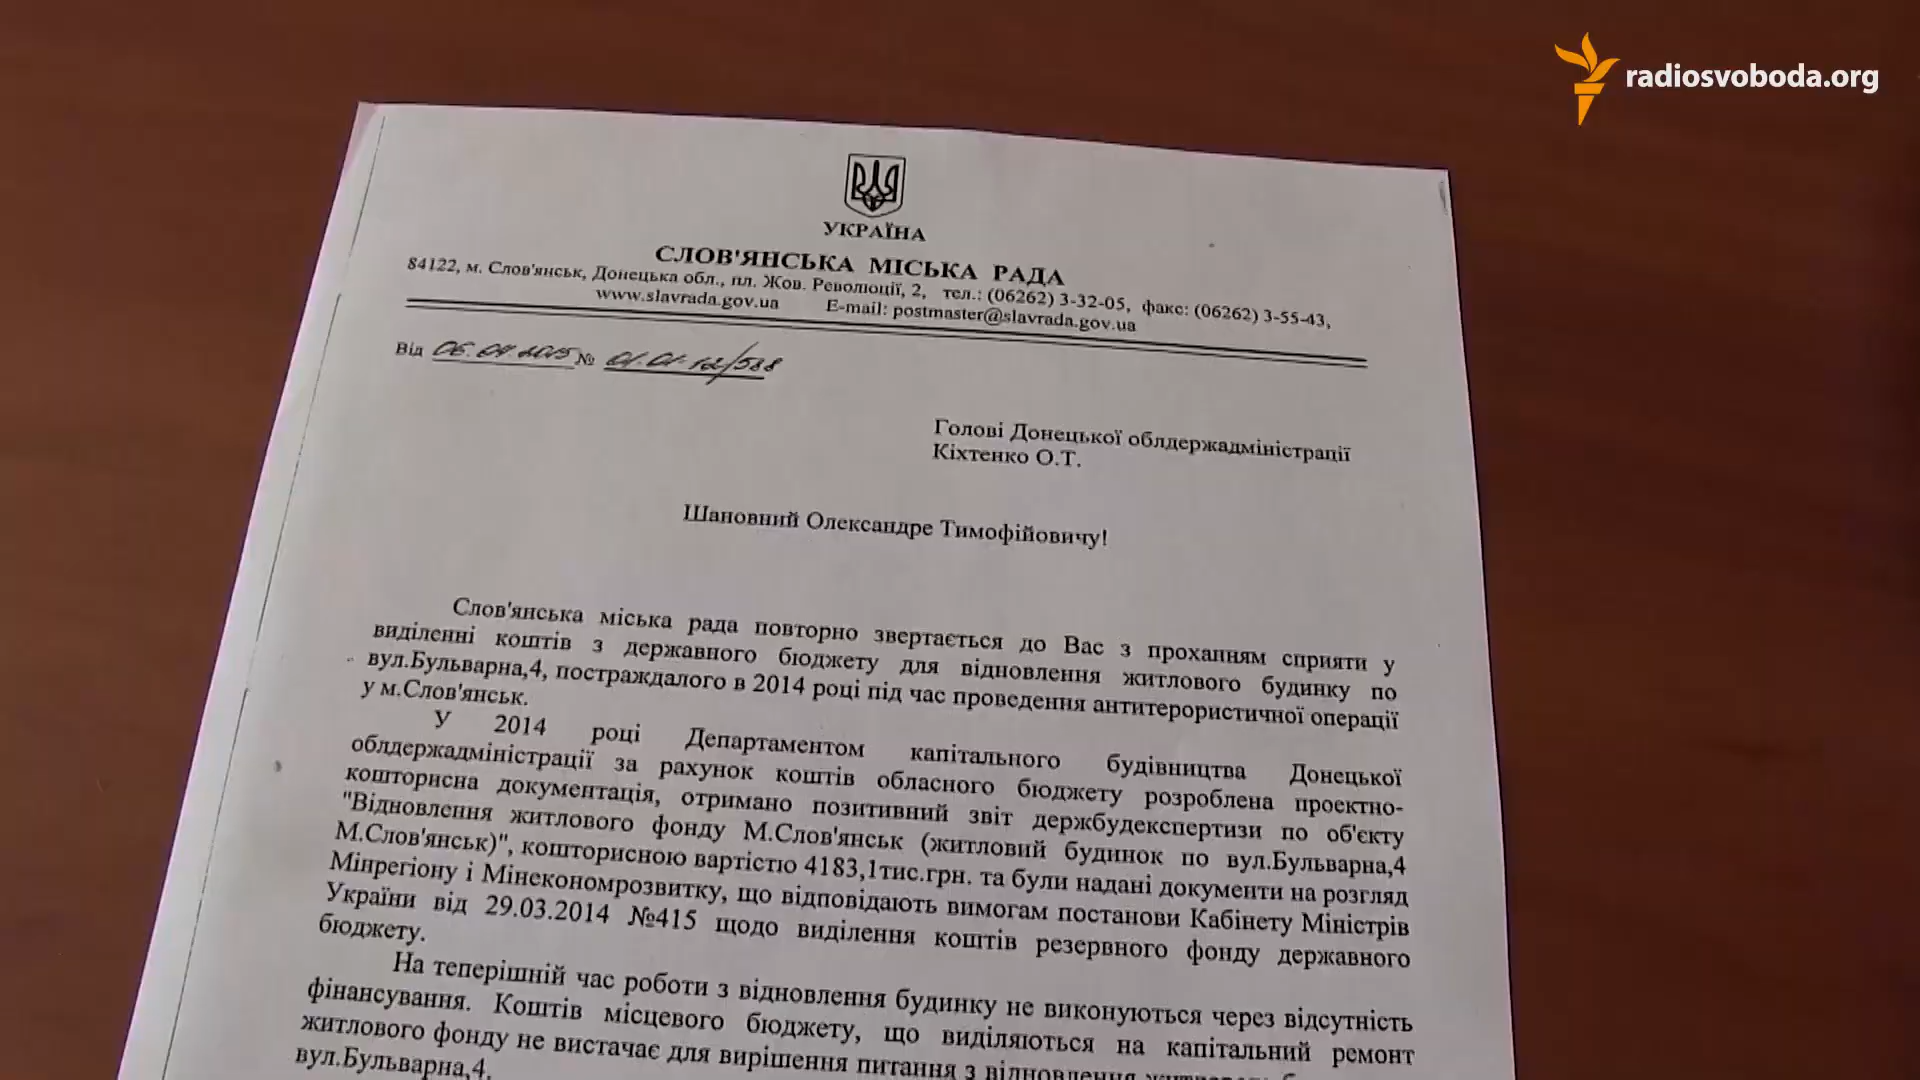 radiosvoboda.org
УКРАЇНА
СЛОВ'ЯНСЬКА МІСЬКА РАДА
84122, м. Слов'янськ, Донецька обл., пл. Жов. Революції, 2, тел.: (06262) 3-32-05, факс: (06262) 3-55-43,
www.slavrada.gov.ua E-mail: postmaster@slavrada.gov.ua
Від 06.04.2015 № 01.01-12/588
Голові Донецької облдержадміністрації
Кіхтенко О.Т.
Шановний Олександре Тимофійовичу!
Слов'янська міська рада повторно звертається до Вас з проханням сприяти у
виділенні коштів з державного бюджету для відновлення житлового будинку по
вул.Бульварна,4, постраждалого в 2014 році під час проведення антитерористичної операції
у м.Слов'янськ.
У 2014 році Департаментом капітального будівництва Донецької
облдержадміністрації за рахунок коштів обласного бюджету розроблена проектно-
кошторисна документація, отримано позитивний звіт держбудекспертизи по об'єкту
"Відновлення житлового фонду М.Слов'янськ (житловий будинок по вул.Бульварна,4
М.Слов'янськ)", кошторисною вартістю 4183,1тис.грн. та були надані документи на розгляд
Мінрегіону і Мінекономрозвитку, що відповідають вимогам постанови Кабінету Міністрів
України від 29.03.2014 №415 щодо виділення коштів резервного фонду державного
бюджету.
На теперішній час роботи з відновлення будинку не виконуються через відсутність
фінансування. Коштів місцевого бюджету, що виділяються на капітальний ремонт
житлового фонду не вистачає для вирішення питання з відновлення
вул.Бульварна,4.